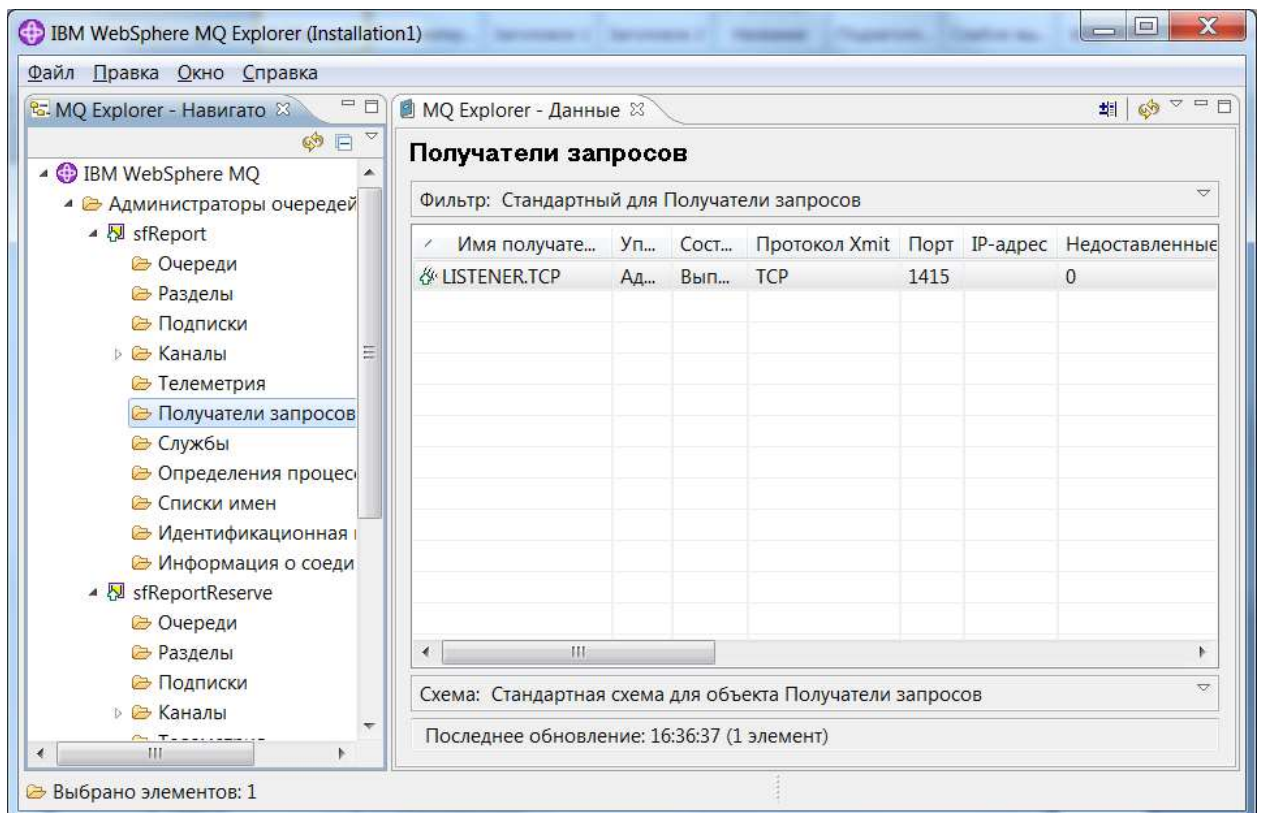 IBM WebSphere MQ Explorer (Installation1)
Файл Правка Окно Справка
MQ Explorer - Навигато
IBM WebSphere MQ
Администраторы очередей
sfReport
Очереди
Разделы
Подписки
Каналы
Телеметрия
Получатели запросов
Службы
Определения процес
Списки имен
Идентификационная
Информация о соеди
sfReportReserve
Очереди
Разделы
Подписки
Каналы
MQ Explorer - Данные
Получатели запросов
Фильтр: Стандартный для Получатели запросов
Имя получате... Уп... Сост... Протокол Xmit Порт IP-адрес Недоставленные
LISTENER.TCP Ад... Вып... TCP 1415 0
Схема: Стандартная схема для объекта Получатели запросов
Последнее обновление: 16:36:37 (1 элемент)
Выбрано элементов: 1